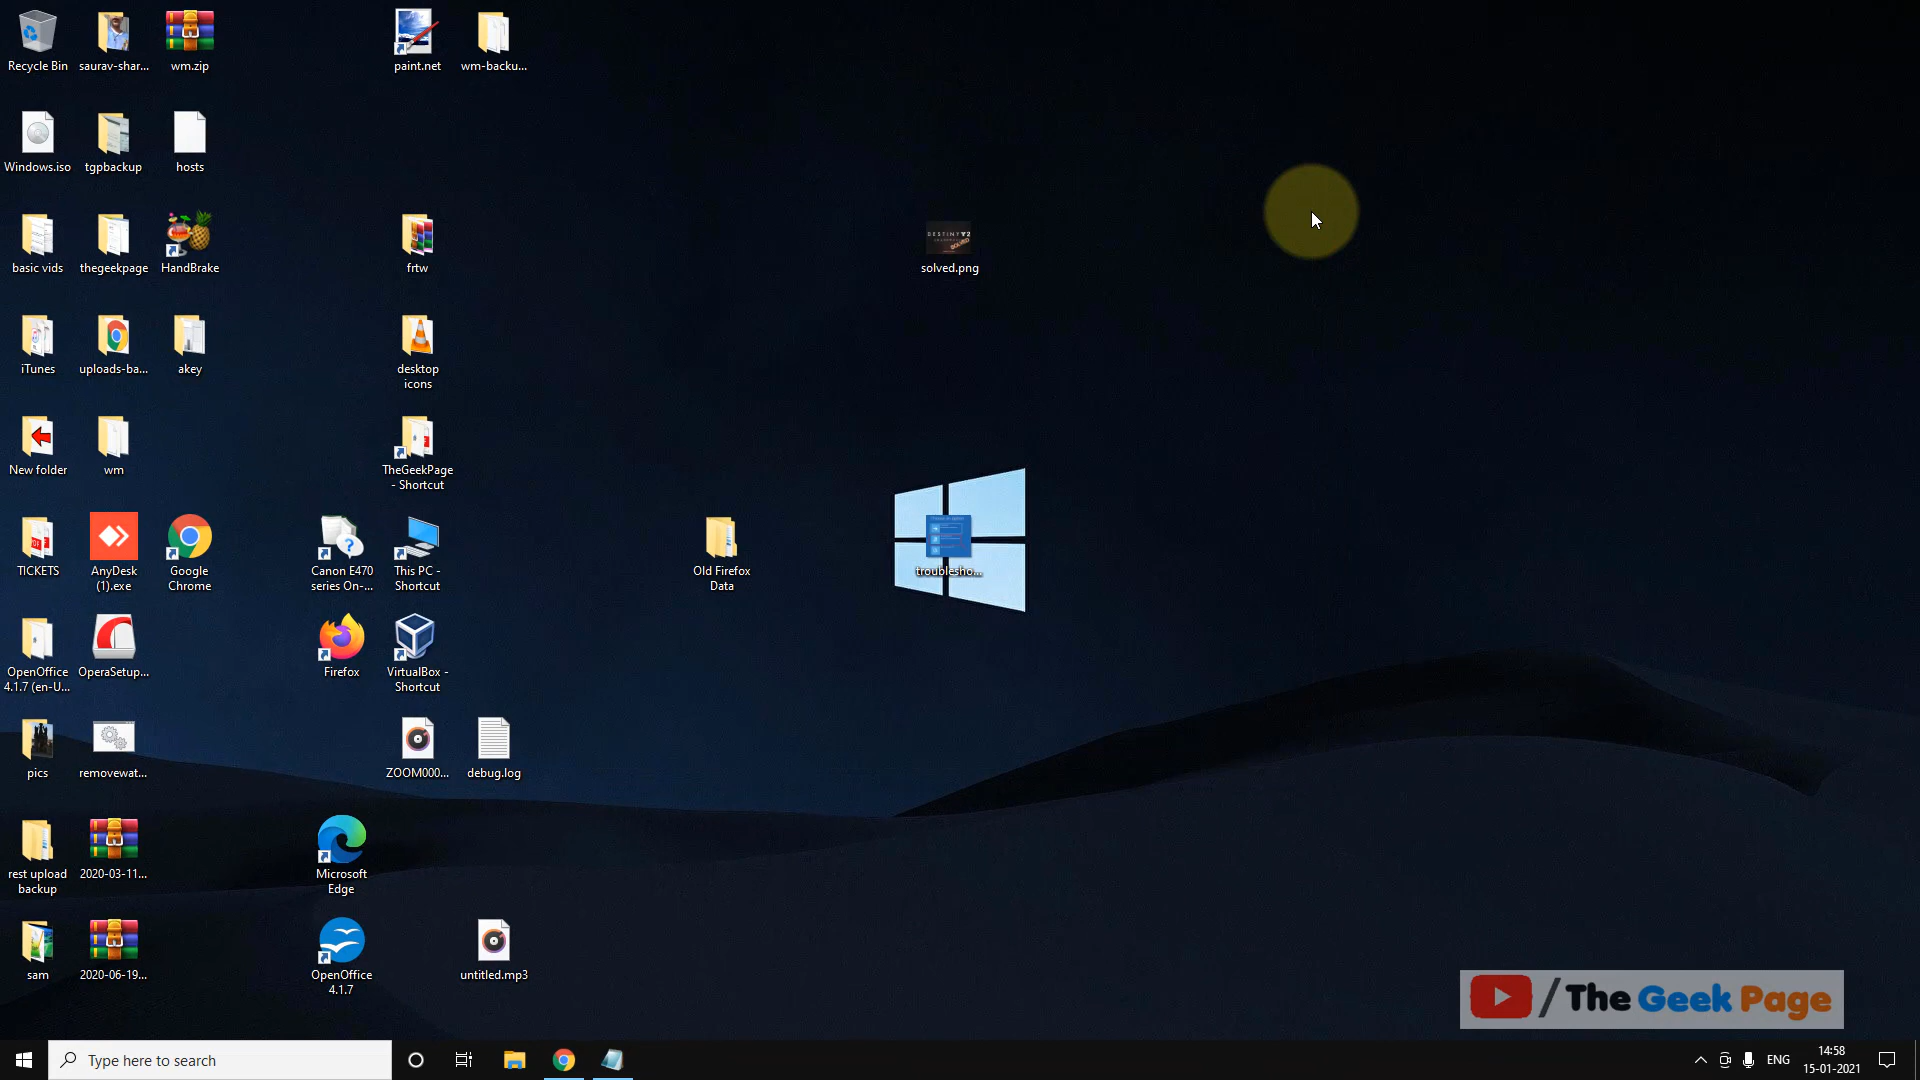 Recycle Bin
saurav-shar...
wm.zip
paint.net
wm-backu...
Windows.iso
tgpbackup
hosts
basic vids
thegeekpage
HandBrake
frtw
DESTINY 2
solved.png
iTunes
uploads-ba...
akey
desktop
icons
New folder
wm
TheGeekPage
- Shortcut
TICKETS
AnyDesk
(1).exe
Google
Chrome
Canon E470
series On-...
This PC -
Shortcut
Old Firefox
Data
troublesho...
OpenOffice
4.1.7 (en-U...
OperaSetup...
Firefox
VirtualBox -
Shortcut
pics
removewat...
ZOOM000...
debug.log
rest upload
backup
2020-03-11...
Microsoft
Edge
sam
2020-06-19...
OpenOffice
4.1.7
untitled.mp3
/The Geek Page
Type here to search
ENG
14:58
15-01-2021